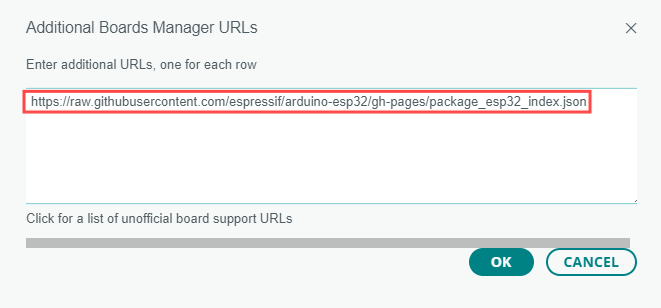 Additional Boards Manager URLs
Enter additional URLs, one for each row
https://raw.githubusercontent.com/espressif/arduino-esp32/gh-pages/package_esp32_index.json
Click for a list of unofficial board support URLs
OK
CANCEL